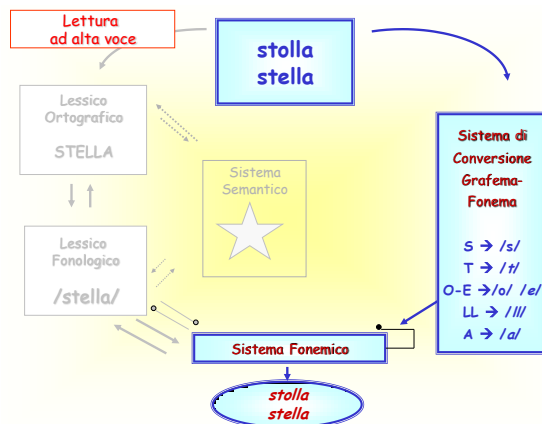 Lettura
ad alta voce
stolla
stella
Lessico
Ortografico
STELLA
Sistema
Semantico
Lessico
Fonologico
/stella/
Sistema di
Conversione
Grafema-
Fonema
S → /s/
T → /t/
O-E →/o/ /e/
LL → /ll/
A → /a/
Sistema Fonemico
stolla
stella